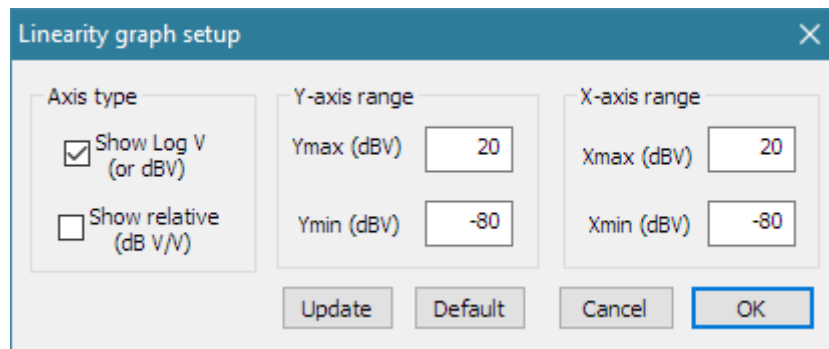 Linearity graph setup
Axis type
Show Log V
(or dBV)
Show relative
(dB V/V)
Y-axis range
Ymax (dBV) 20
Ymin (dBV) -80
X-axis range
Xmax (dBV) 20
Xmin (dBV) -80
Update Default Cancel OK